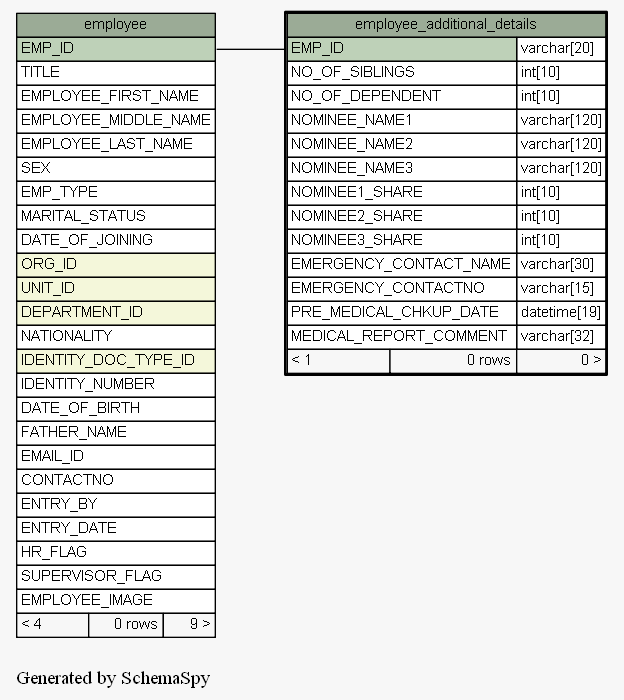 employee
EMP_ID
TITLE
EMPLOYEE_FIRST_NAME
EMPLOYEE_MIDDLE_NAME
EMPLOYEE_LAST_NAME
SEX
EMP_TYPE
MARITAL_STATUS
DATE_OF_JOINING
ORG_ID
UNIT_ID
DEPARTMENT_ID
NATIONALITY
IDENTITY_DOC_TYPE_ID
IDENTITY_NUMBER
DATE_OF_BIRTH
FATHER_NAME
EMAIL_ID
CONTACTNO
ENTRY_BY
ENTRY_DATE
HR_FLAG
SUPERVISOR_FLAG
EMPLOYEE_IMAGE
< 4 0 rows 9 >
employee_additional_details
EMP_ID varchar[20]
NO_OF_SIBLINGS int[10]
NO_OF_DEPENDENT int[10]
NOMINEE_NAME1 varchar[120]
NOMINEE_NAME2 varchar[120]
NOMINEE_NAME3 varchar[120]
NOMINEE1_SHARE int[10]
NOMINEE2_SHARE int[10]
NOMINEE3_SHARE int[10]
EMERGENCY_CONTACT_NAME varchar[30]
EMERGENCY_CONTACTNO varchar[15]
PRE_MEDICAL_CHKUP_DATE datetime[19]
MEDICAL_REPORT_COMMENT varchar[32]
< 1 0 rows 0 >
Generated by SchemaSpy